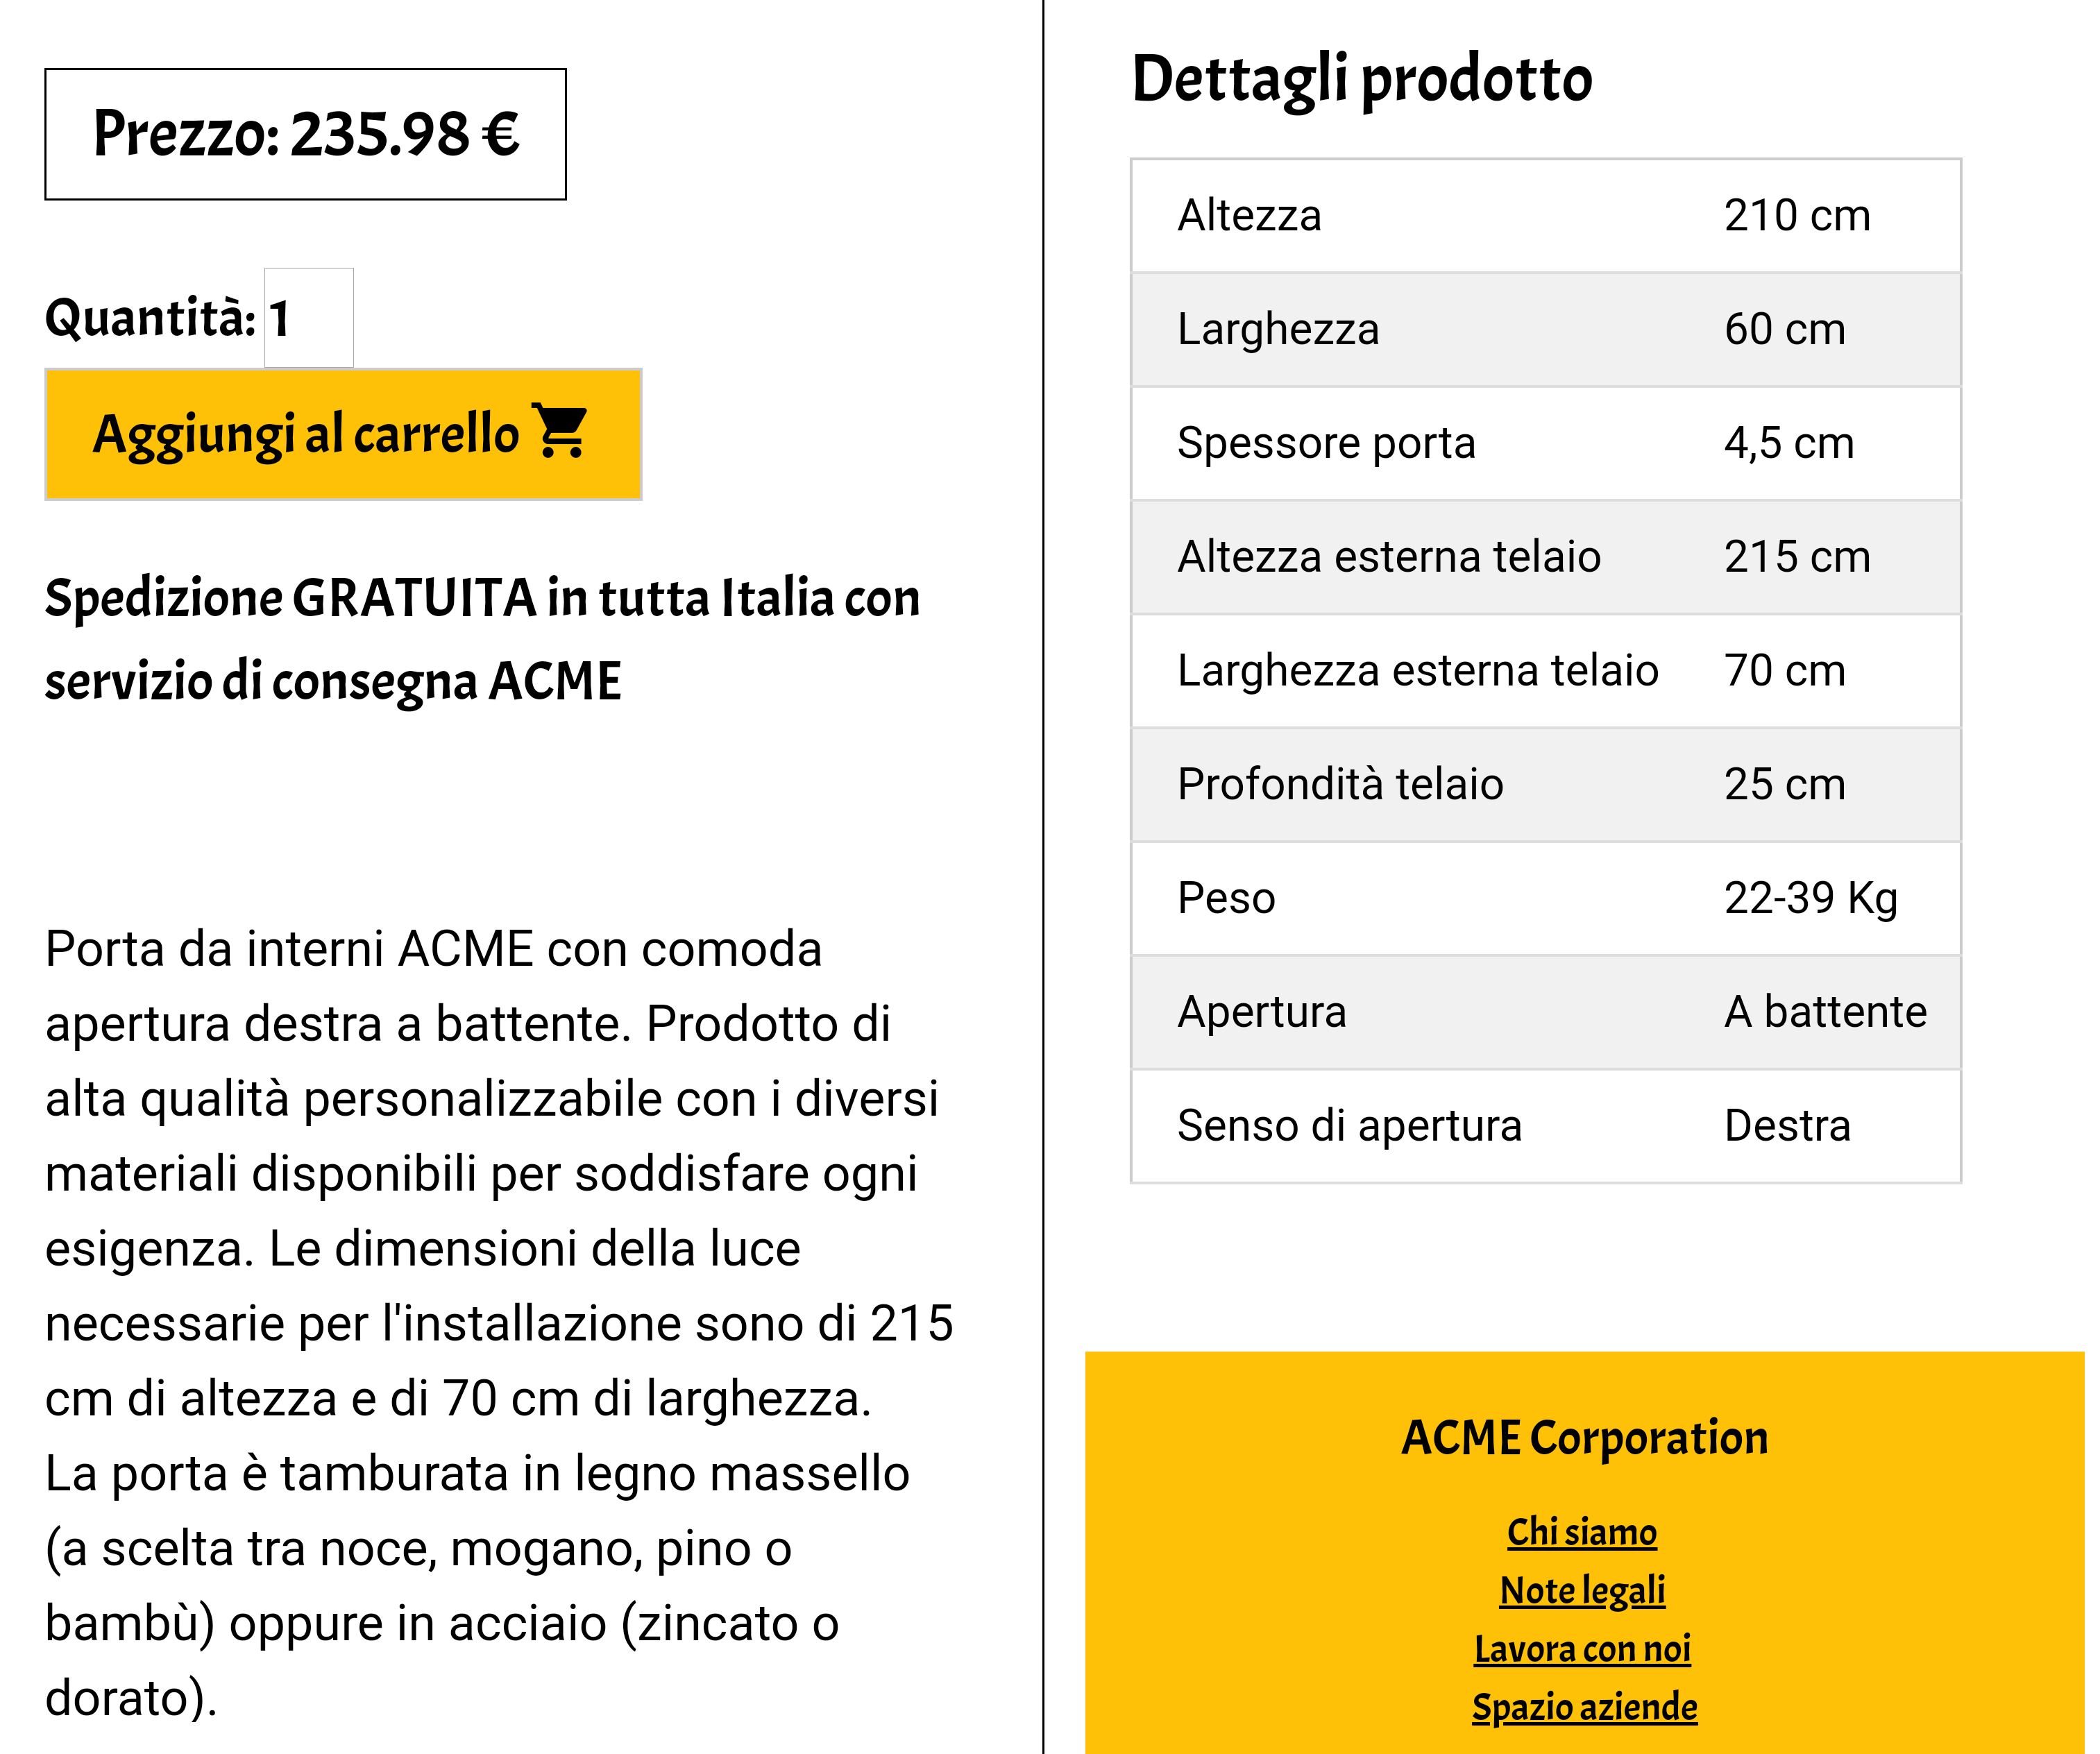 Prezzo: 235.98 €
Quantità: 1
Aggiungi al carrello
Spedizione GRATUITA in tutta Italia con
servizio di consegna ACME
Porta da interni ACME con comoda
apertura destra a battente. Prodotto di
alta qualità personalizzabile con i diversi
materiali disponibili per soddisfare ogni
esigenza. Le dimensioni della luce
necessarie per l'installazione sono di 215
cm di altezza e di 70 cm di larghezza.
La porta è tamburata in legno massello
(a scelta tra noce, mogano, pino o
bambù) oppure in acciaio (zincato o
dorato).
Dettagli prodotto
Altezza 210 cm
Larghezza 60 cm
Spessore porta 4,5 cm
Altezza esterna telaio 215 cm
Larghezza esterna telaio 70 cm
Profondità telaio 25 cm
Peso 22-39 Kg
Apertura A battente
Senso di apertura Destra
ACME Corporation
Chi siamo
Note legali
Lavora con noi
Spazio aziende